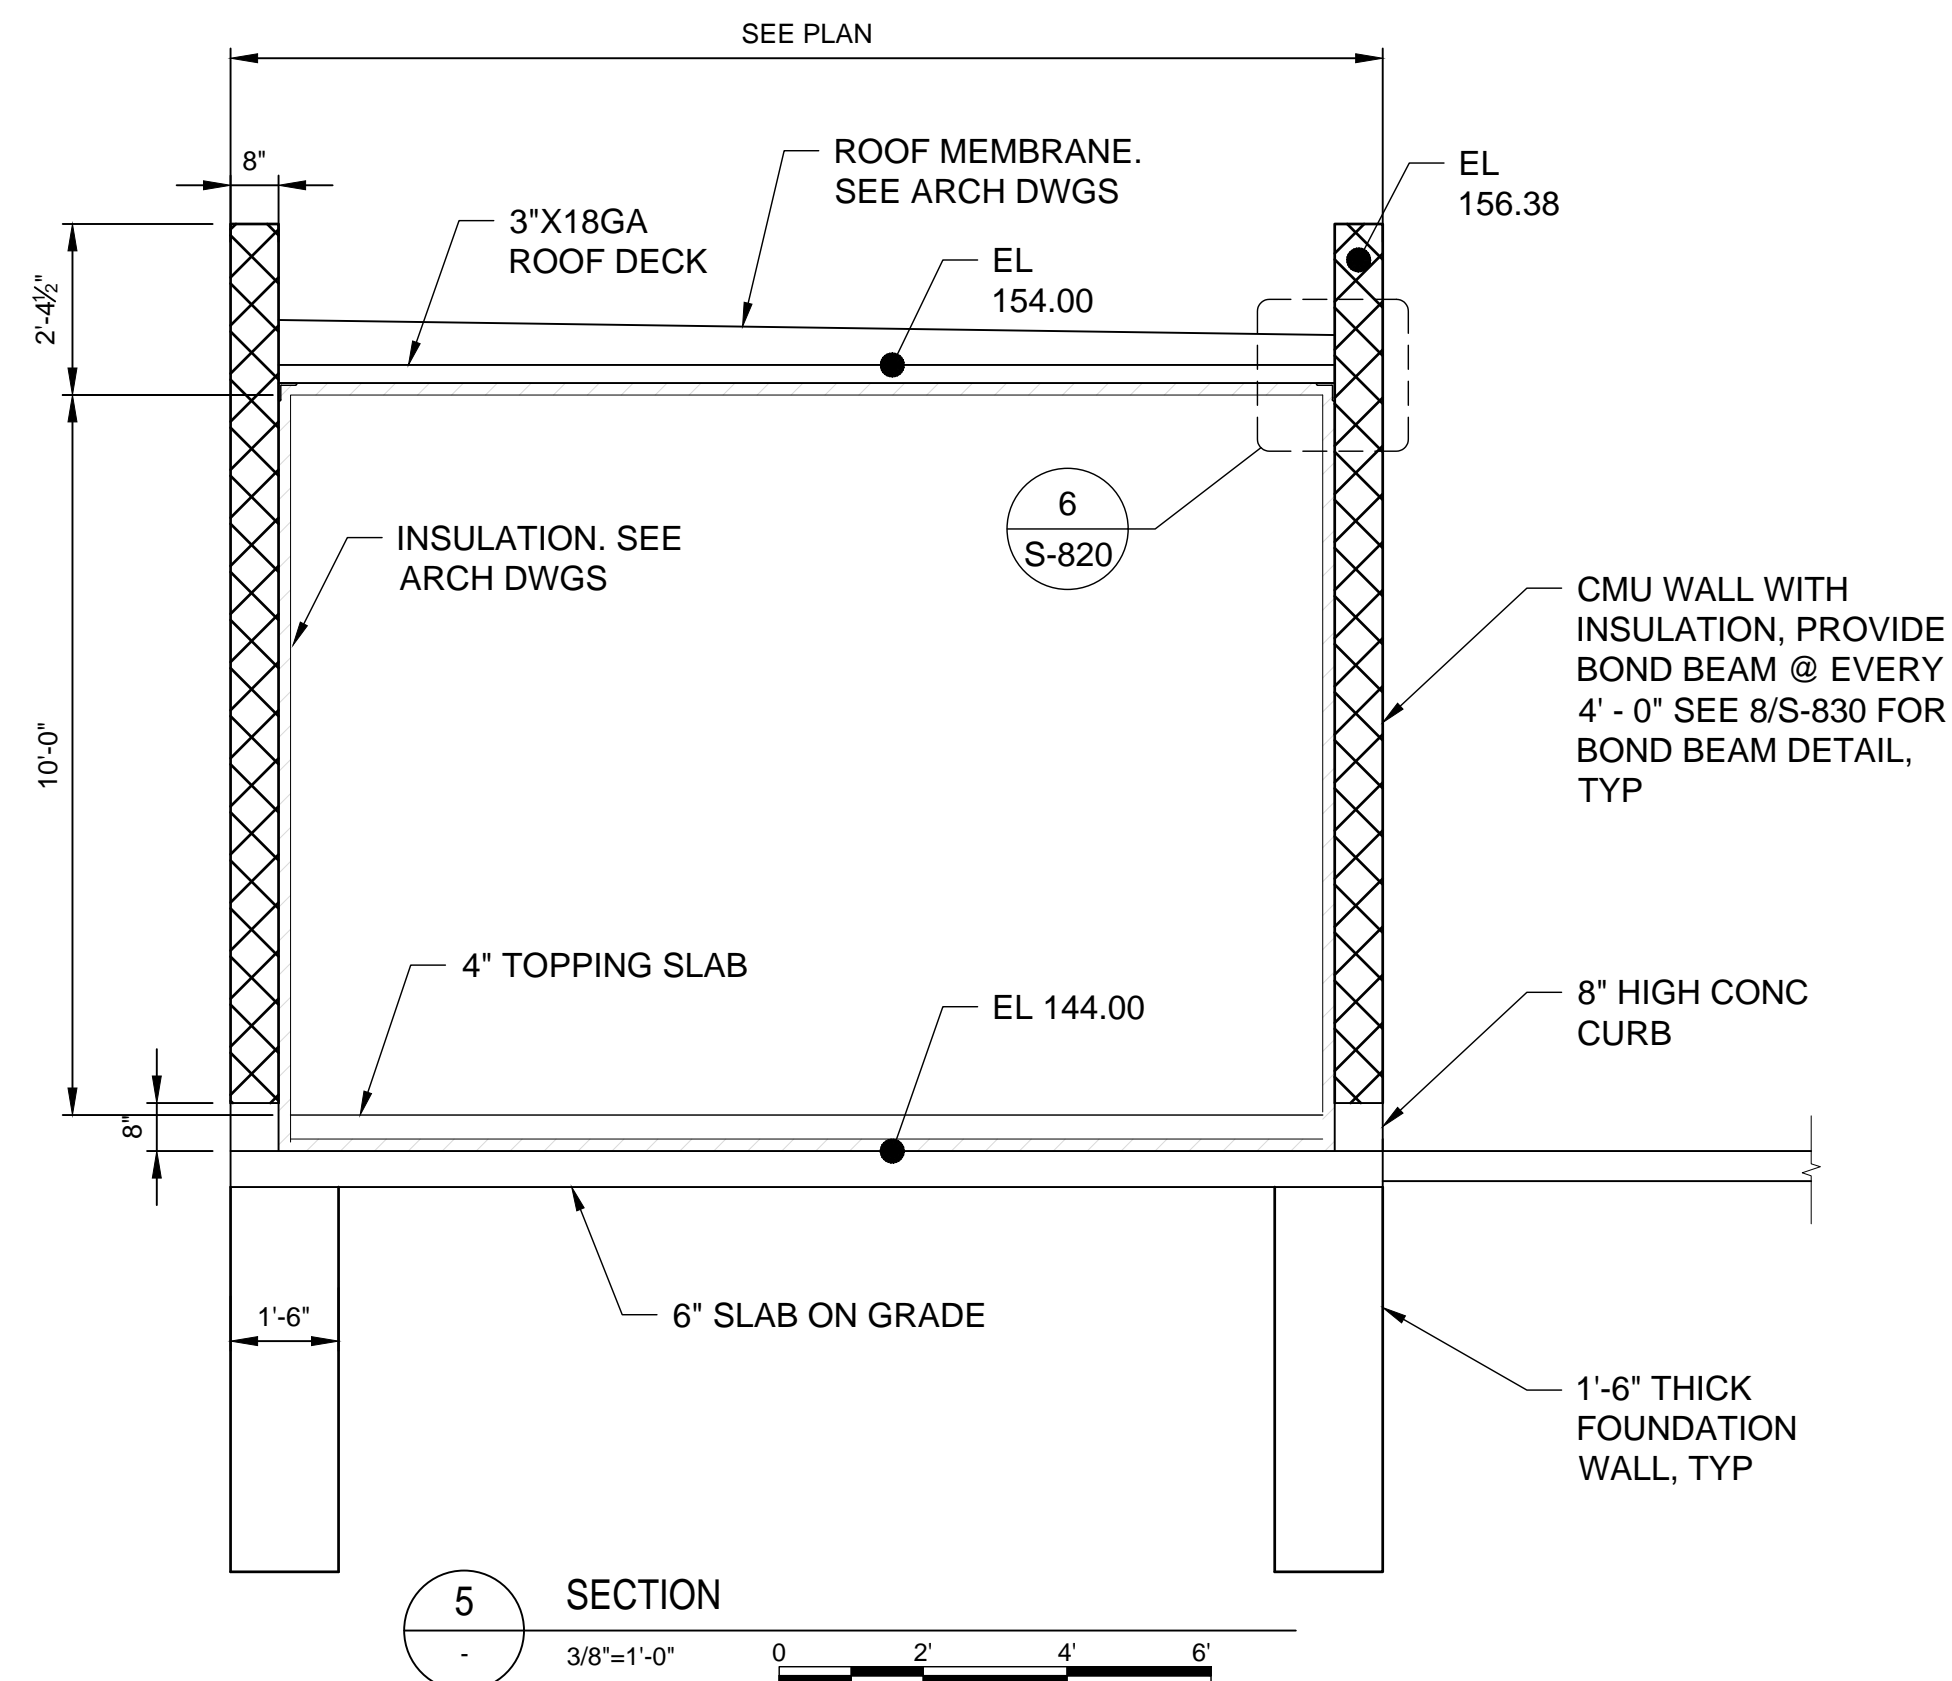 SEE PLAN
8"
ROOF MEMBRANE.
SEE ARCH DWGS
EL
156.38
3"X18GA
ROOF DECK
EL
154.00
2'-4½"
6
S-820
INSULATION. SEE
ARCH DWGS
CMU WALL WITH
INSULATION, PROVIDE
BOND BEAM @ EVERY
4' - 0" SEE 8/S-830 FOR
BOND BEAM DETAIL,
TYP
10'-0"
4" TOPPING SLAB
EL 144.00
8" HIGH CONC
CURB
8"
1'-6"
6" SLAB ON GRADE
1'-6" THICK
FOUNDATION
WALL, TYP
5
-
SECTION
3/8"=1'-0"
0 2' 4' 6'